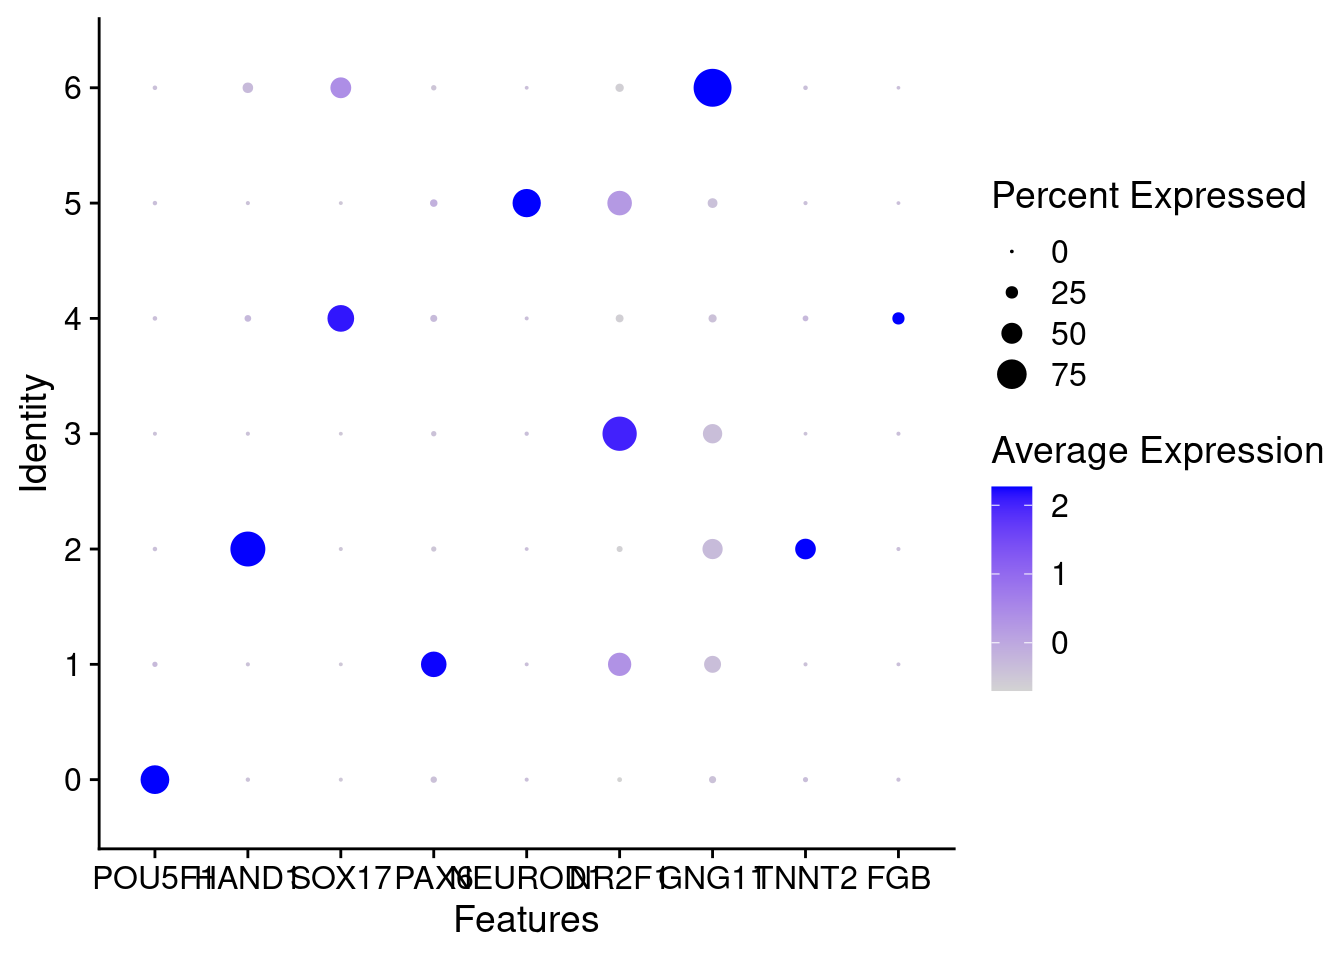 6
5
4
3
2
1
0
Identity
POU5F1 HAND1 SOX17 PAX6 NEUROD1 NR2F1 GNG11 TNNT2 FGB
Features
Percent Expressed
0
25
50
75
Average Expression
2
1
0